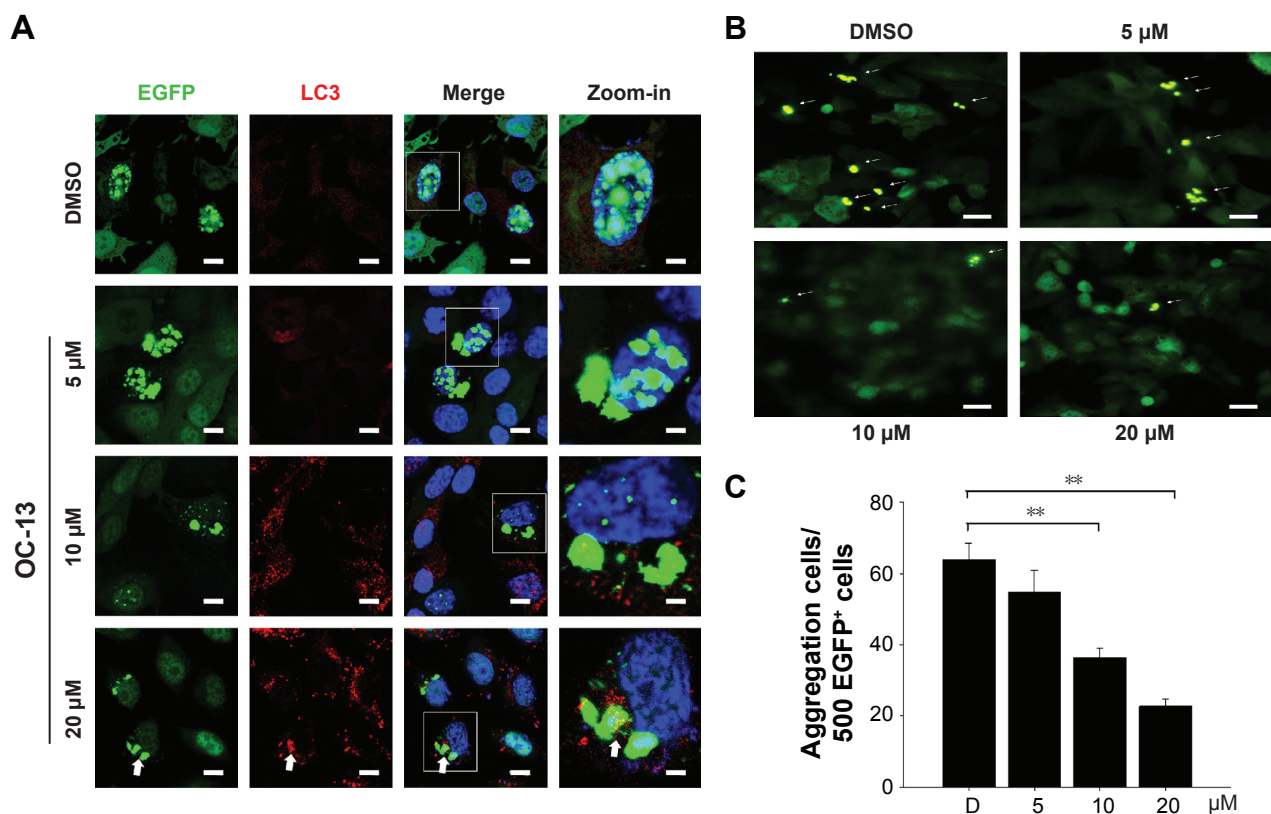 A
EGFP
LC3
Merge
Zoom-in
DMSO
OC-13
5 μM
10 μM
20 μM
B
DMSO
5 μM
10 μM
20 μM
C
Aggregation cells/
500 EGFP⁺ cells
80
60
40
20
0
**
**
D
5
10
20
μM